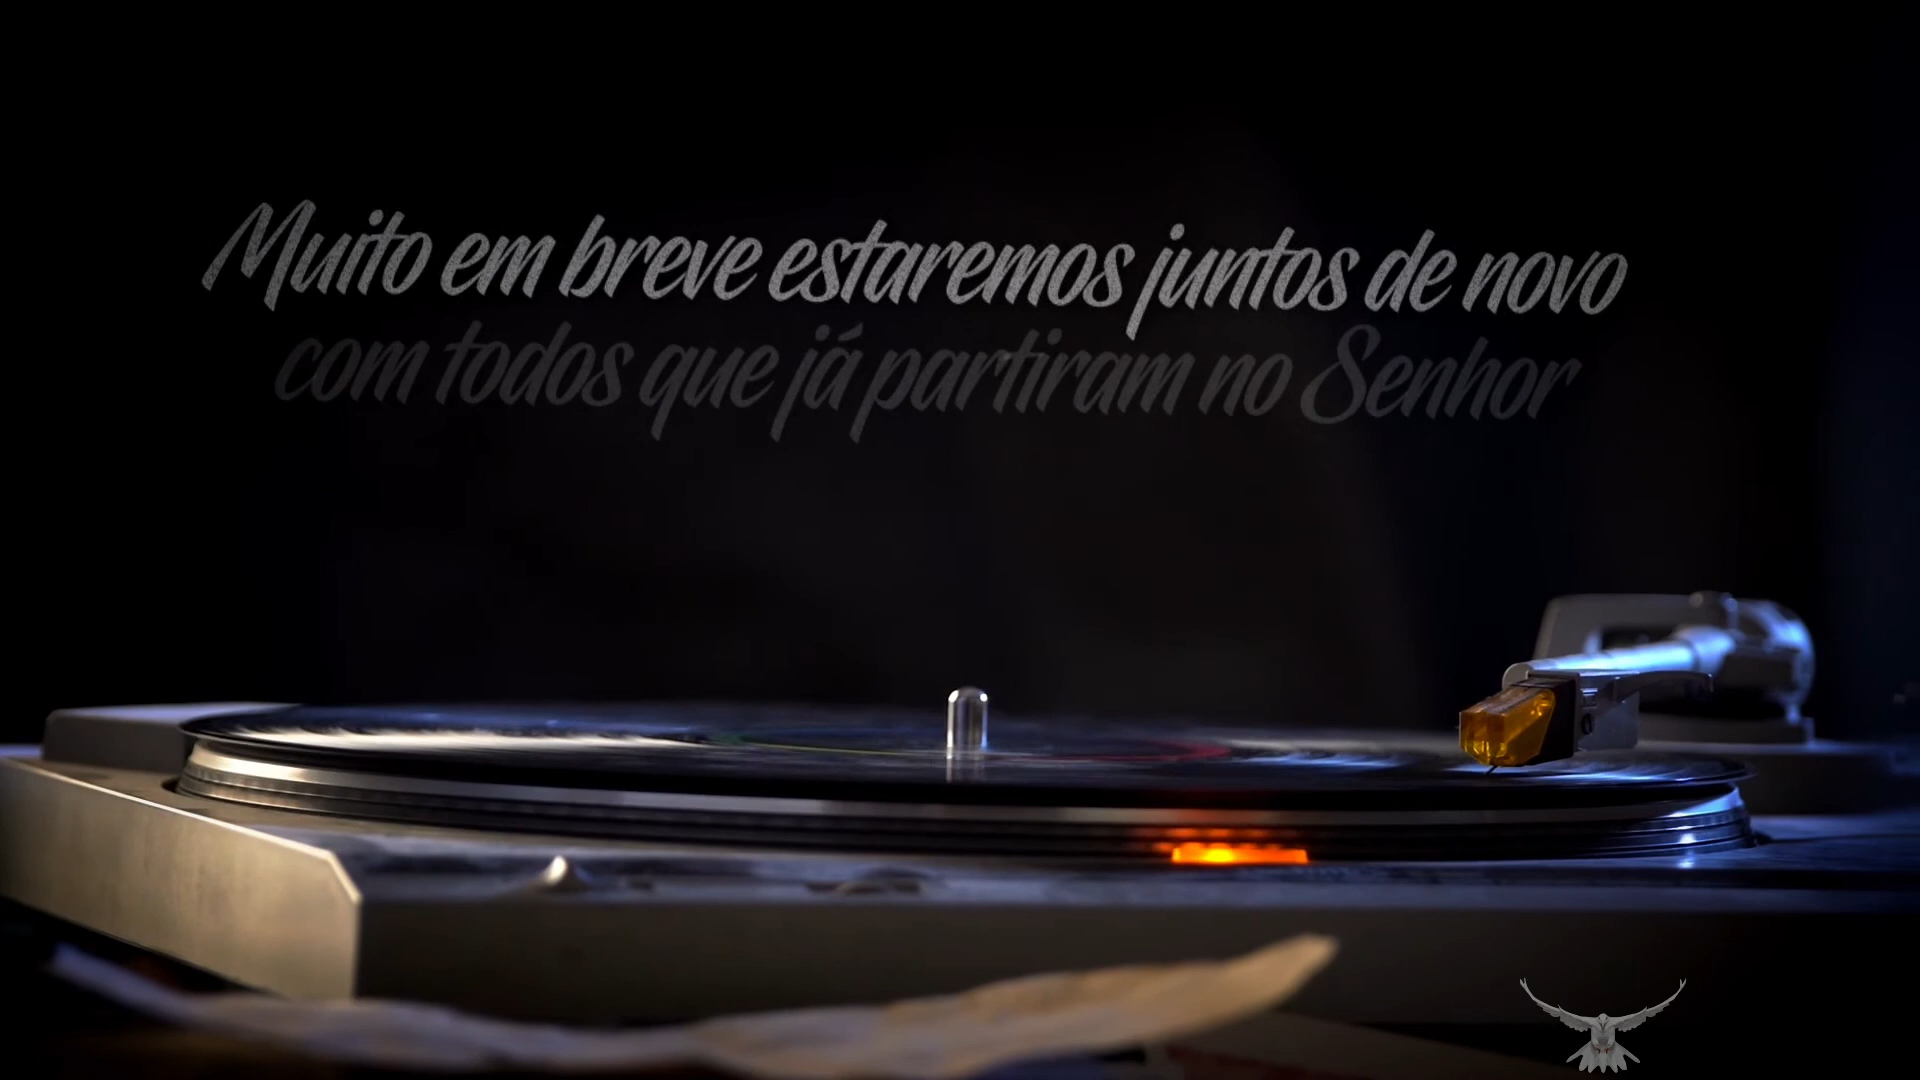 Muito em breve estaremos juntos de novo
com todos que já partiram no Senhor